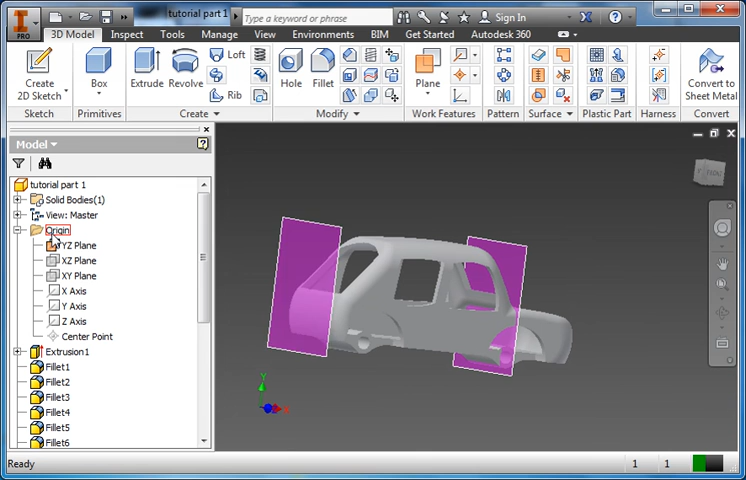 tutorial part 1
Type a keyword or phrase
Sign In
PRO
3D Model
Inspect
Tools
Manage
View
Environments
BIM
Get Started
Autodesk 360
Create
2D Sketch
Box
Extrude
Revolve
Loft
Rib
Hole
Fillet
Plane
Convert to
Sheet Metal
Sketch
Primitives
Create
Modify
Work Features
Pattern
Surface
Harness
Convert
Model
tutorial part 1
Solid Bodies(1)
View: Master
Origin
YZ Plane
XZ Plane
XY Plane
X Axis
Y Axis
Z Axis
Center Point
Extrusion1
Fillet1
Fillet2
Fillet3
Fillet4
Fillet5
Fillet6
Ready
1
1